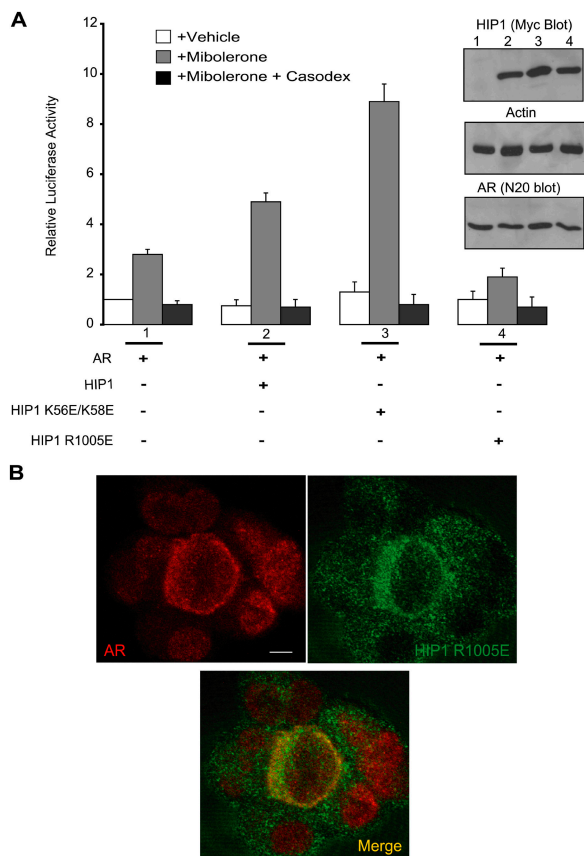 A
+Vehicle
+Mibolerone
+Mibolerone + Casodex
Relative Luciferase Activity
12
10
8
6
4
2
0
HIP1 (Myc Blot)
1 2 3 4
Actin
AR (N20 blot)
1 2 3 4
AR + + + +
HIP1 - + - -
HIP1 K56E/K58E - - + -
HIP1 R1005E - - - +
B
AR
HIP1 R1005E
Merge